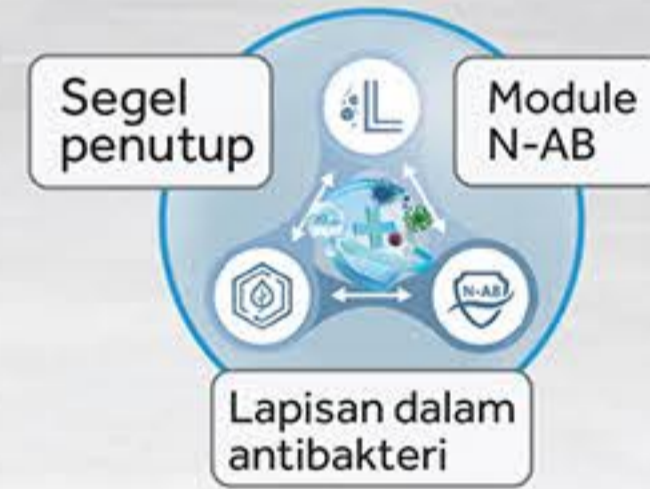 Segel
penutup
Module
N-AB
N-AB
Lapisan dalam
antibakteri